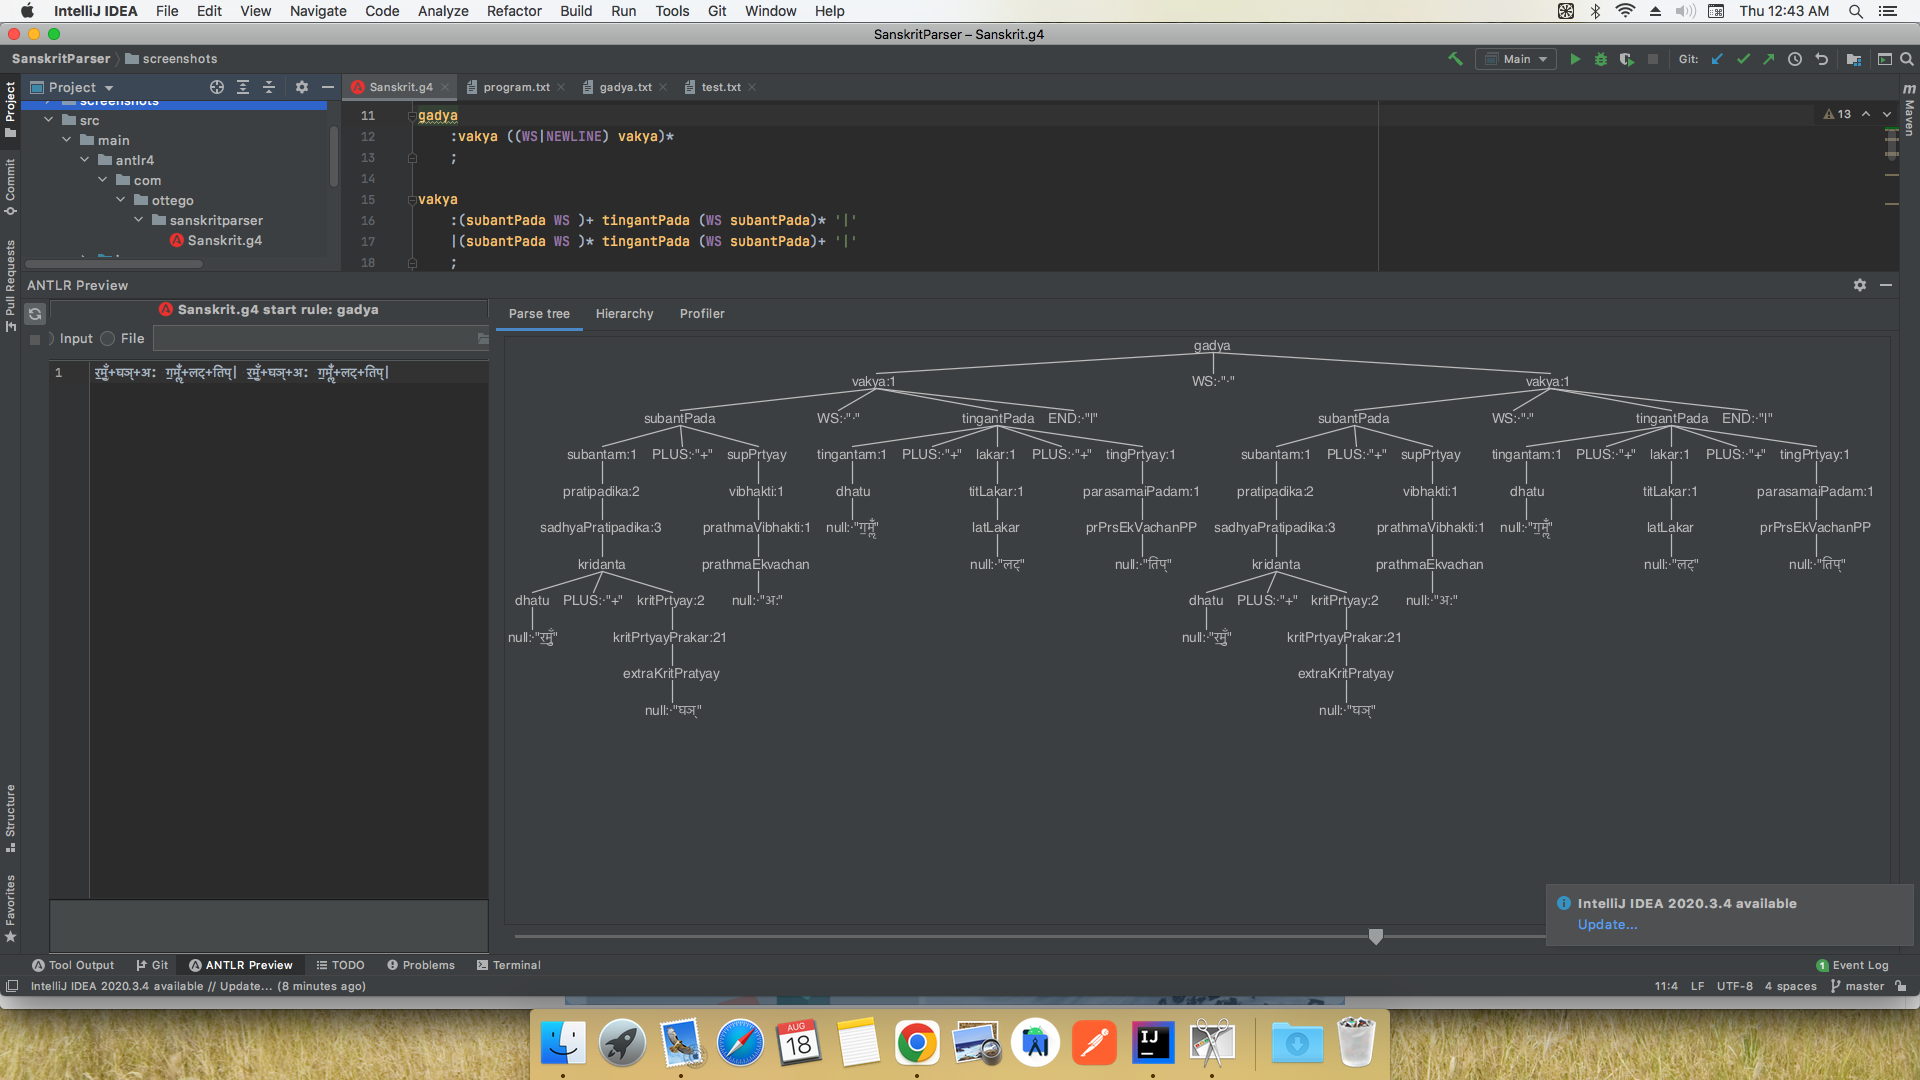 IntelliJ IDEA File Edit View Navigate Code Analyze Refactor Build Run Tools Git Window Help Thu 12:43 AM
SanskritParser – Sanskrit.g4
SanskritParser screenshots Main Git:
Project Sanskrit.g4 program.txt gadya.txt test.txt
screenshots
src
main
antlr4
com
ottego
sanskritparser
Sanskrit.g4
11 gadya
12 :vakya ((WS|NEWLINE) vakya)*
13 ;
14
15 vakya
16 :(subantPada WS )+ tingantPada (WS subantPada)* '|'
17 |(subantPada WS )* tingantPada (WS subantPada)+ '|'
18 ;
13
Project
Commit
Pull Requests
Structure
Favorites
Maven
ANTLR Preview
Sanskrit.g4 start rule: gadya
Input File
1 र॒मुँ॒+घञ्+अ: ग॒मॢँ॒+लट्+तिप्| र॒मुँ॒+घञ्+अ: ग॒मॢँ॒+लट्+तिप्|
Parse tree Hierarchy Profiler
gadya
vakya:1 WS:·"·" vakya:1
subantPada WS:·"·" tingantPada END:·"|" subantPada WS:·"·" tingantPada END:·"|"
subantam:1 PLUS:·"+" supPrtyay tingantam:1 PLUS:·"+" lakar:1 PLUS:·"+" tingPrtyay:1 subantam:1 PLUS:·"+" supPrtyay tingantam:1 PLUS:·"+" lakar:1 PLUS:·"+" tingPrtyay:1
pratipadika:2 vibhakti:1 dhatu titLakar:1 parasamaiPadam:1 pratipadika:2 vibhakti:1 dhatu titLakar:1 parasamaiPadam:1
sadhyaPratipadika:3 prathmaVibhakti:1 null:·"ग॒मॢँ॒" latLakar prPrsEkVachanPP sadhyaPratipadika:3 prathmaVibhakti:1 null:·"ग॒मॢँ॒" latLakar prPrsEkVachanPP
kridanta prathmaEkvachan null:·"लट्" null:·"तिप्" kridanta prathmaEkvachan null:·"लट्" null:·"तिप्"
dhatu PLUS:·"+" kritPrtyay:2 null:·"अ:" dhatu PLUS:·"+" kritPrtyay:2 null:·"अ:"
null:·"र॒मुँ॒" kritPrtyayPrakar:21 null:·"र॒मुँ॒" kritPrtyayPrakar:21
extraKritPratyay extraKritPratyay
null:·"घञ्" null:·"घञ्"
IntelliJ IDEA 2020.3.4 available
Update...
Tool Output Git ANTLR Preview TODO Problems Terminal 1 Event Log
IntelliJ IDEA 2020.3.4 available // Update... (8 minutes ago) 11:4 LF UTF-8 4 spaces master
AUG
18
IJ